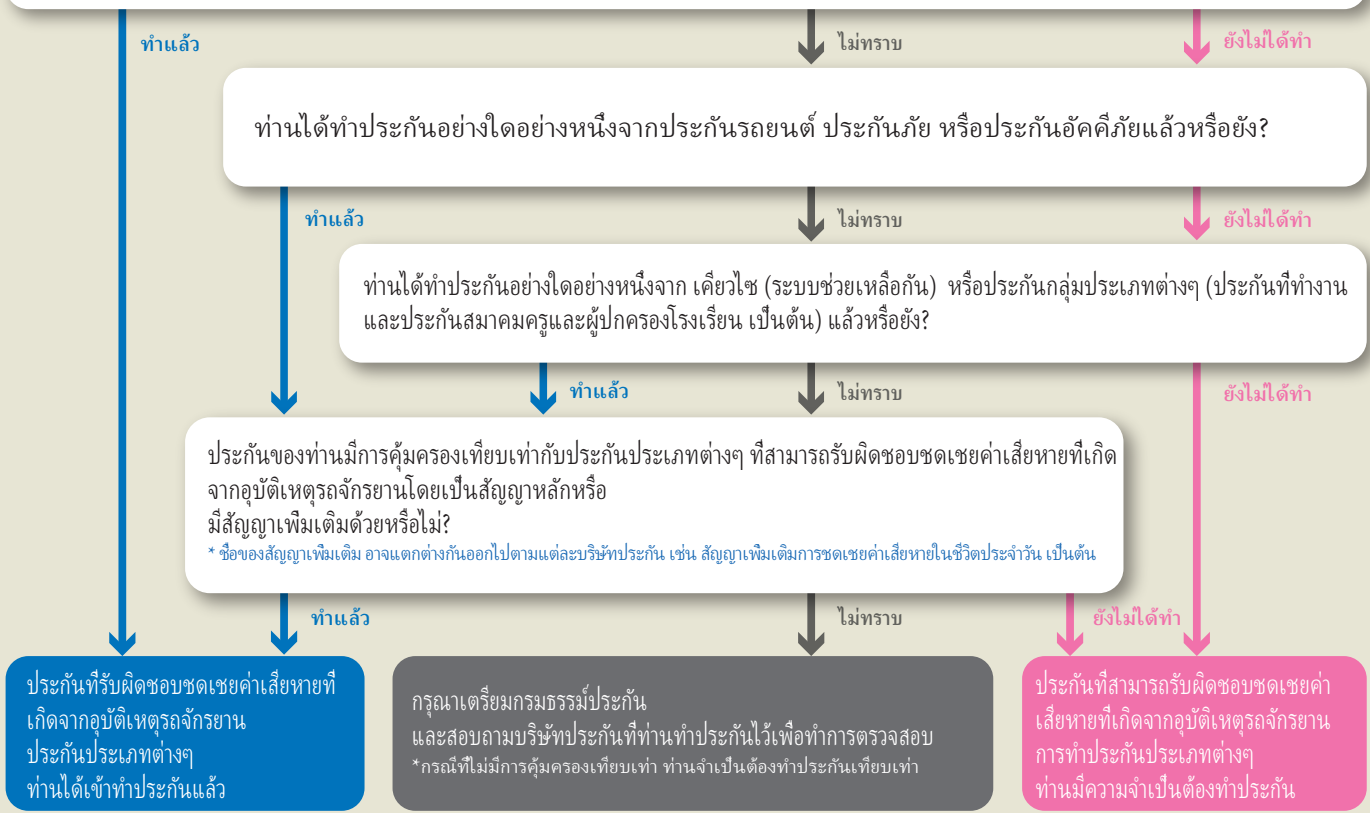 ทำแล้ว
ไม่ทราบ
ยังไม่ได้ทำ
ท่านได้ทำประกันอย่างใดอย่างหนึ่งจากประกันรถยนต์ ประกันภัย หรือประกันอัคคีภัยแล้วหรือยัง?
ทำแล้ว
ไม่ทราบ
ยังไม่ได้ทำ
ท่านได้ทำประกันอย่างใดอย่างหนึ่งจาก เคียวไซ (ระบบช่วยเหลือกัน) หรือประกันกลุ่มประเภทต่างๆ (ประกันที่ทำงาน
และประกันสมาคมครูและผู้ปกครองโรงเรียน เป็นต้น) แล้วหรือยัง?
ทำแล้ว
ไม่ทราบ
ยังไม่ได้ทำ
ประกันของท่านมีการคุ้มครองเทียบเท่ากับประกันประเภทต่างๆ ที่สามารถรับผิดชอบชดเชยค่าเสียหายที่เกิด
จากอุบัติเหตุรถจักรยานโดยเป็นสัญญาหลักหรือ
มีสัญญาเพิ่มเติมด้วยหรือไม่?
* ชื่อของสัญญาเพิ่มเติม อาจแตกต่างกันออกไปตามแต่ละบริษัทประกัน เช่น สัญญาเพิ่มเติมการชดเชยค่าเสียหายในชีวิตประจำวัน เป็นต้น
ทำแล้ว
ไม่ทราบ
ยังไม่ได้ทำ
ประกันที่รับผิดชอบชดเชยค่าเสียหายที่
เกิดจากอุบัติเหตุรถจักรยาน
ประกันประเภทต่างๆ
ท่านได้เข้าทำประกันแล้ว
กรุณาเตรียมกรมธรรม์ประกัน
และสอบถามบริษัทประกันที่ท่านทำประกันไว้เพื่อทำการตรวจสอบ
*กรณีที่ไม่มีการคุ้มครองเทียบเท่า ท่านจำเป็นต้องทำประกันเทียบเท่า
ประกันที่สามารถรับผิดชอบชดเชยค่า
เสียหายที่เกิดจากอุบัติเหตุรถจักรยาน
การทำประกันประเภทต่างๆ
ท่านมีความจำเป็นต้องทำประกัน